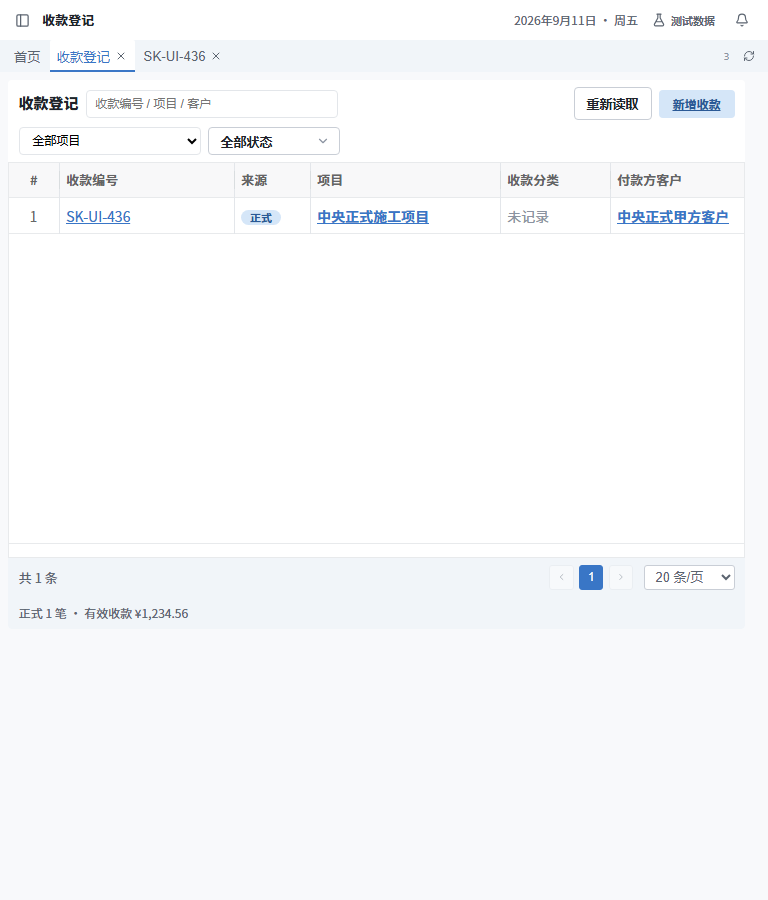 收款登记 2026年9月11日 • 周五 测试数据
首页 收款登记 × SK-UI-436 × 3
收款登记 收款编号 / 项目 / 客户 重新读取 新增收款
全部项目 全部状态
# 收款编号 来源 项目 收款分类 付款方客户
1 SK-UI-436 正式 中央正式施工项目 未记录 中央正式甲方客户
共 1 条 ‹ 1 › 20 条/页
正式 1 笔 • 有效收款 ¥1,234.56